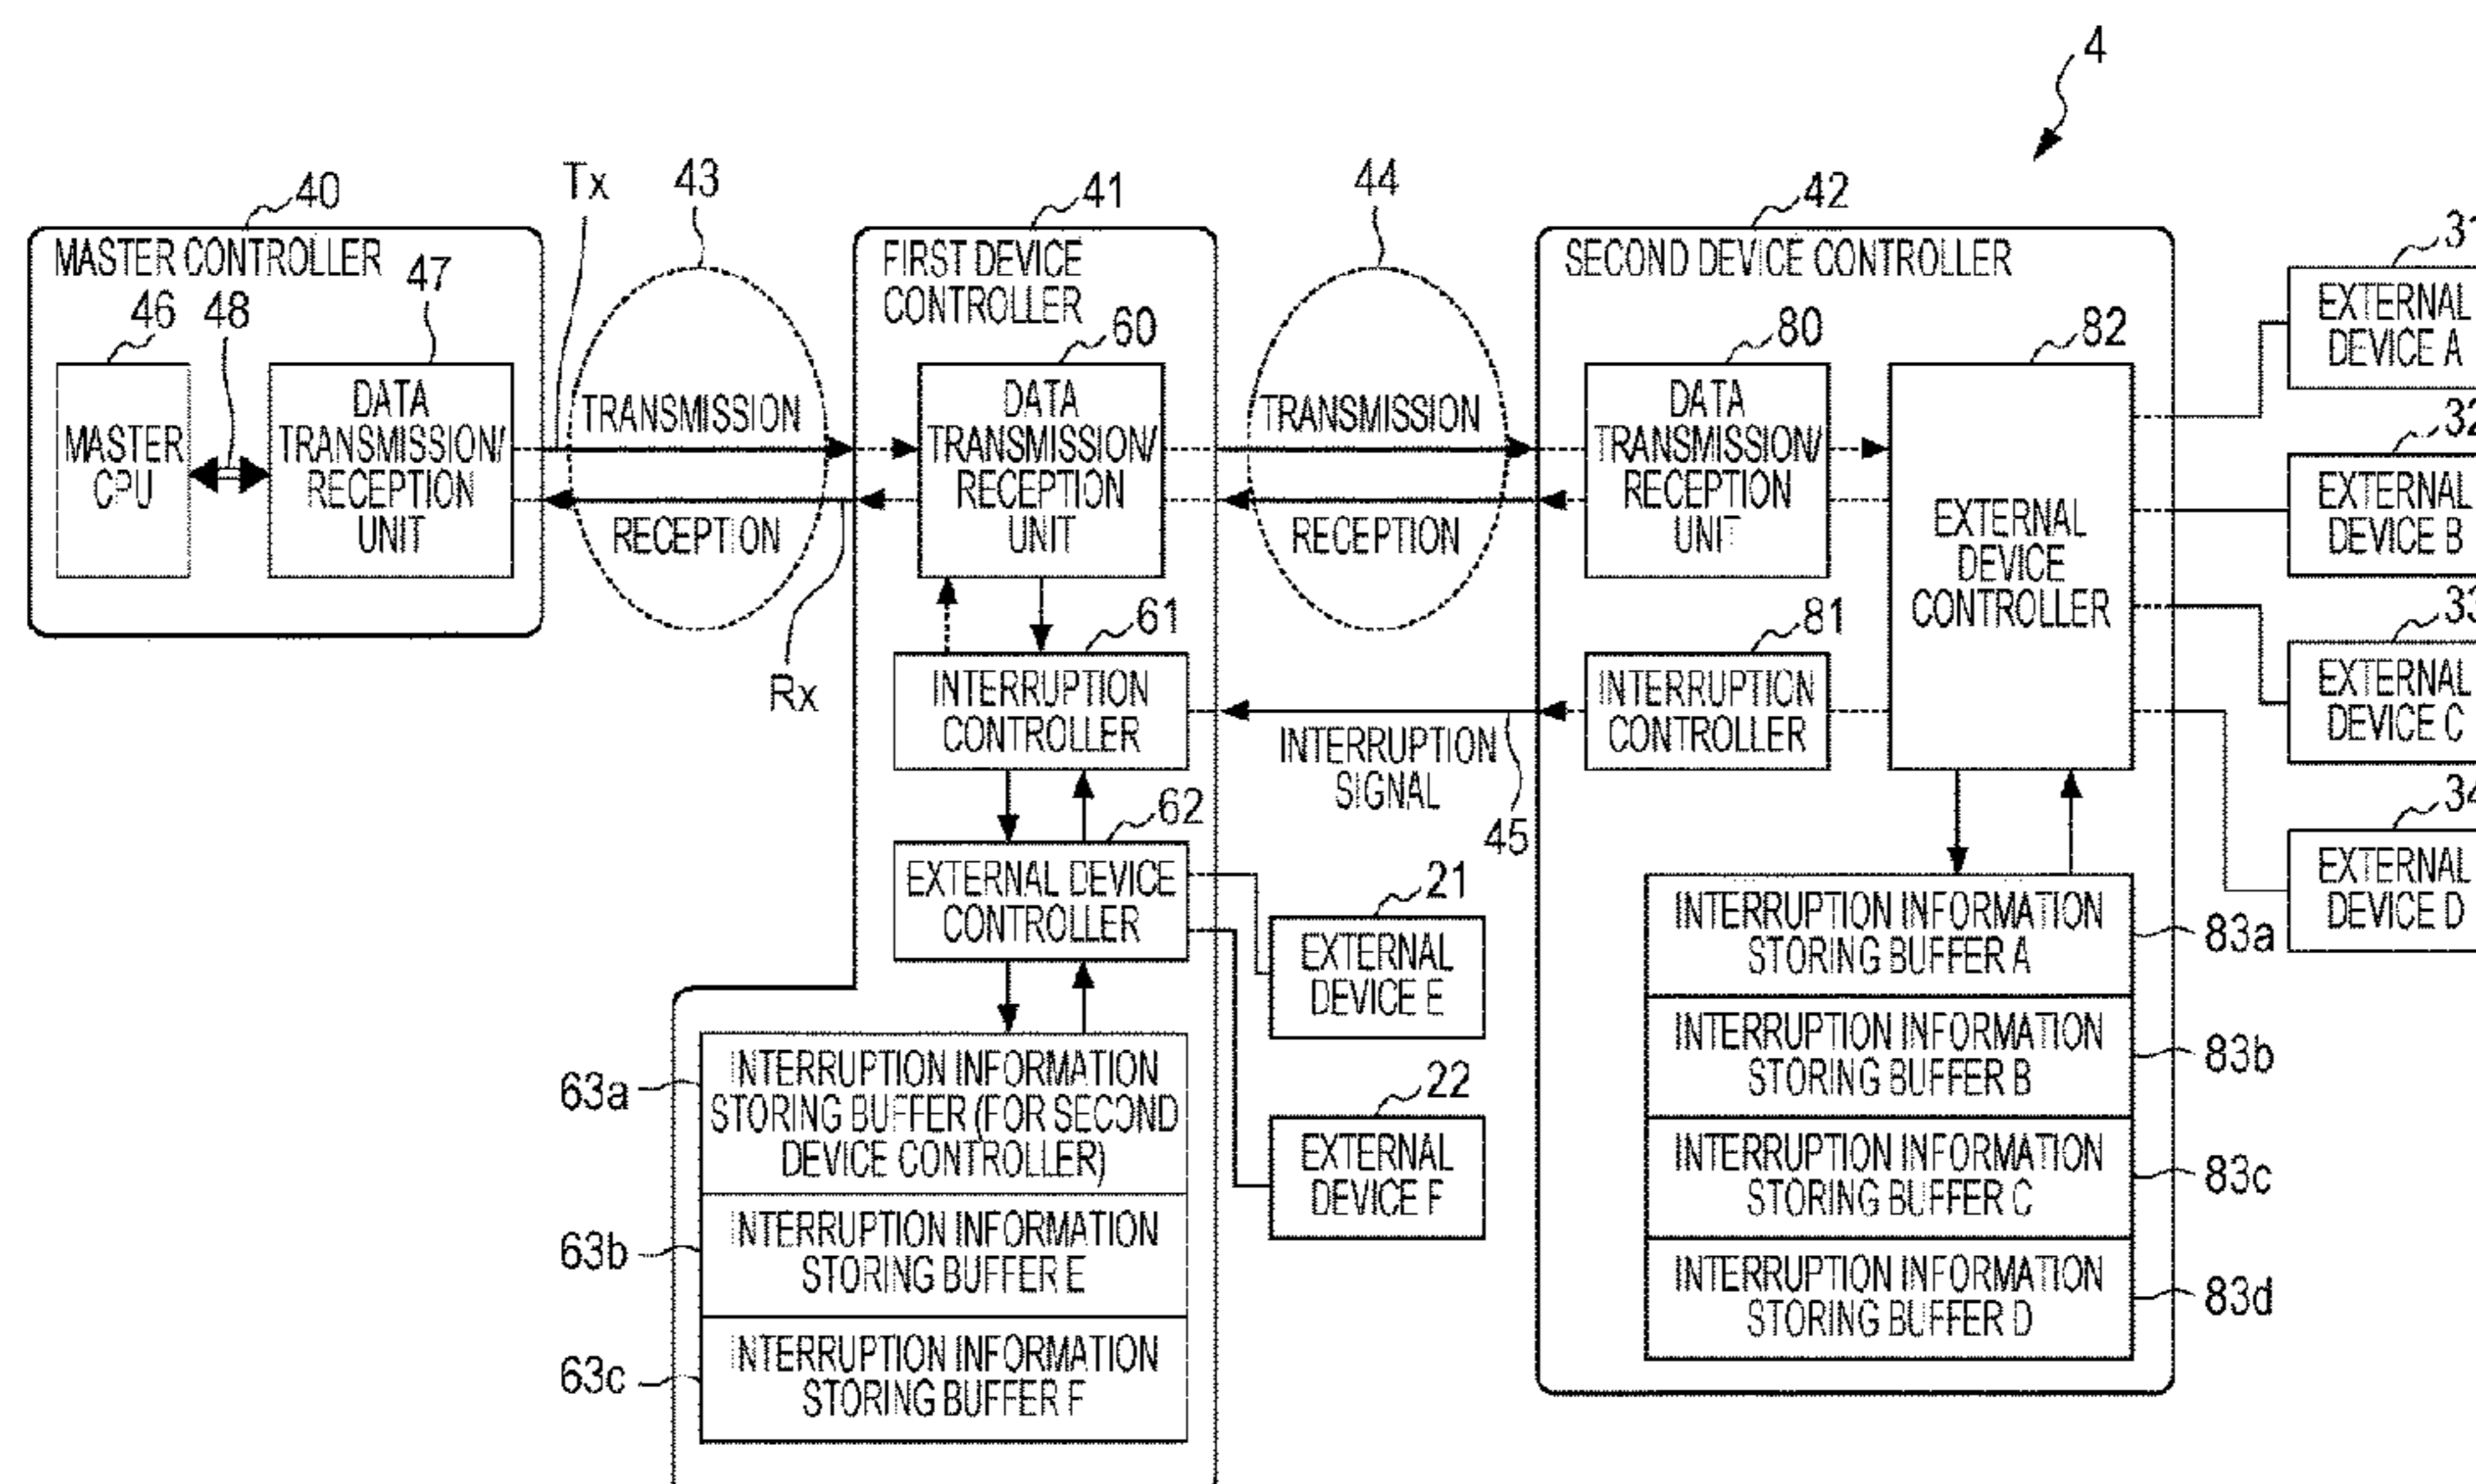 4
Tx
43
44
40
41
42
MASTER CONTROLLER
46
48
47
MASTER
CPU
DATA
TRANSMISSION/
RECEPTION
UNIT
TRANSMISSION
RECEPTION
Rx
FIRST DEVICE
CONTROLLER
60
DATA
TRANSMISSION/
RECEPTION
UNIT
61
INTERRUPTION
CONTROLLER
62
EXTERNAL DEVICE
CONTROLLER
63a
INTERRUPTION INFORMATION
STORING BUFFER (FOR SECOND
DEVICE CONTROLLER)
63b
INTERRUPTION INFORMATION
STORING BUFFER E
63c
INTERRUPTION INFORMATION
STORING BUFFER F
TRANSMISSION
RECEPTION
INTERRUPTION
SIGNAL
45
21
EXTERNAL
DEVICE E
22
EXTERNAL
DEVICE F
SECOND DEVICE CONTROLLER
80
DATA
TRANSMISSION/
RECEPTION
UNIT
81
INTERRUPTION
CONTROLLER
82
EXTERNAL
DEVICE
CONTROLLER
INTERRUPTION INFORMATION
STORING BUFFER A
83a
INTERRUPTION INFORMATION
STORING BUFFER B
83b
INTERRUPTION INFORMATION
STORING BUFFER C
83c
INTERRUPTION INFORMATION
STORING BUFFER D
83d
31
EXTERNAL
DEVICE A
32
EXTERNAL
DEVICE B
33
EXTERNAL
DEVICE C
34
EXTERNAL
DEVICE D